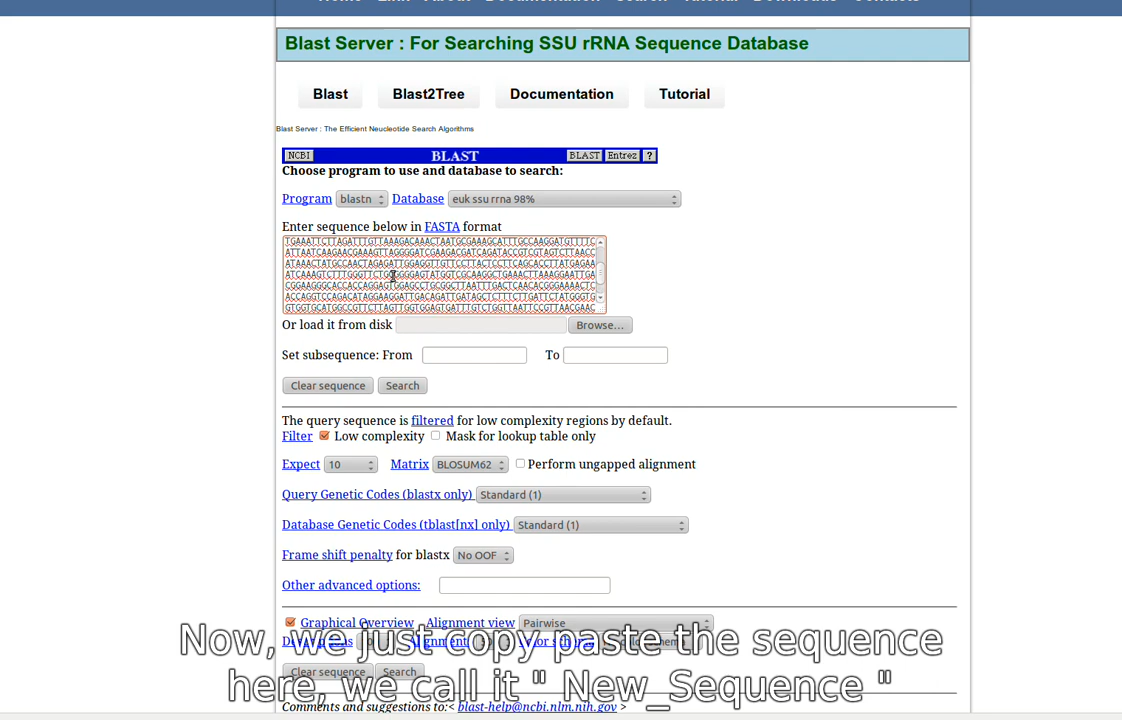 Blast Server : For Searching SSU rRNA Sequence Database
Blast Blast2Tree Documentation Tutorial
Blast Server : The Efficient Neucleotide Search Algorithms
NCBI BLAST BLAST Entrez ?
Choose program to use and database to search:
Program blastn Database euk ssu rrna 98%
Enter sequence below in FASTA format
TGAAATTCTTAGATTTGTTAAAGACAAACTAATGCGAAAGCATTTGCCAAGGATGTTTTC
ATTAATCAAGAACGAAAGTTAGGGGATCGAAGACGATCAGATACCGTCGTAGTCTTAACC
ATAAACTATGCCAACTAGAGATTGGAGGTTGTTCCTTACTCCTTCAGCACCTTATGAGAA
ATCAAAGTCTTTGGGTTCTGGGGGGAGTATGGTCGCAAGGCTGAAACTTAAAGGAATTGA
CGGAAGGGCACCACCAGGAGTGGAGCCTGCGGCTTAATTTGACTCAACACGGGAAAACTC
ACCAGGTCCAGACATAGGAAGGATTGACAGATTGATAGCTCTTTCTTGATTCTATGGGTG
GTGGTGCATGGCCGTTCTTAGTTGGTGGAGTGATTTGTCTGGTTAATTCCGTTAACGAAC
Or load it from disk Browse...
Set subsequence: From To
Clear sequence Search
The query sequence is filtered for low complexity regions by default.
Filter Low complexity Mask for lookup table only
Expect 10 Matrix BLOSUM62 Perform ungapped alignment
Query Genetic Codes (blastx only) Standard (1)
Database Genetic Codes (tblast[nx] only) Standard (1)
Frame shift penalty for blastx No OOF
Other advanced options:
Graphical Overview Alignment view Pairwise
Now, we just copy paste the sequence
here, we call it " New_Sequence "
Clear sequence Search
Comments and suggestions to:< blast-help@ncbi.nlm.nih.gov >